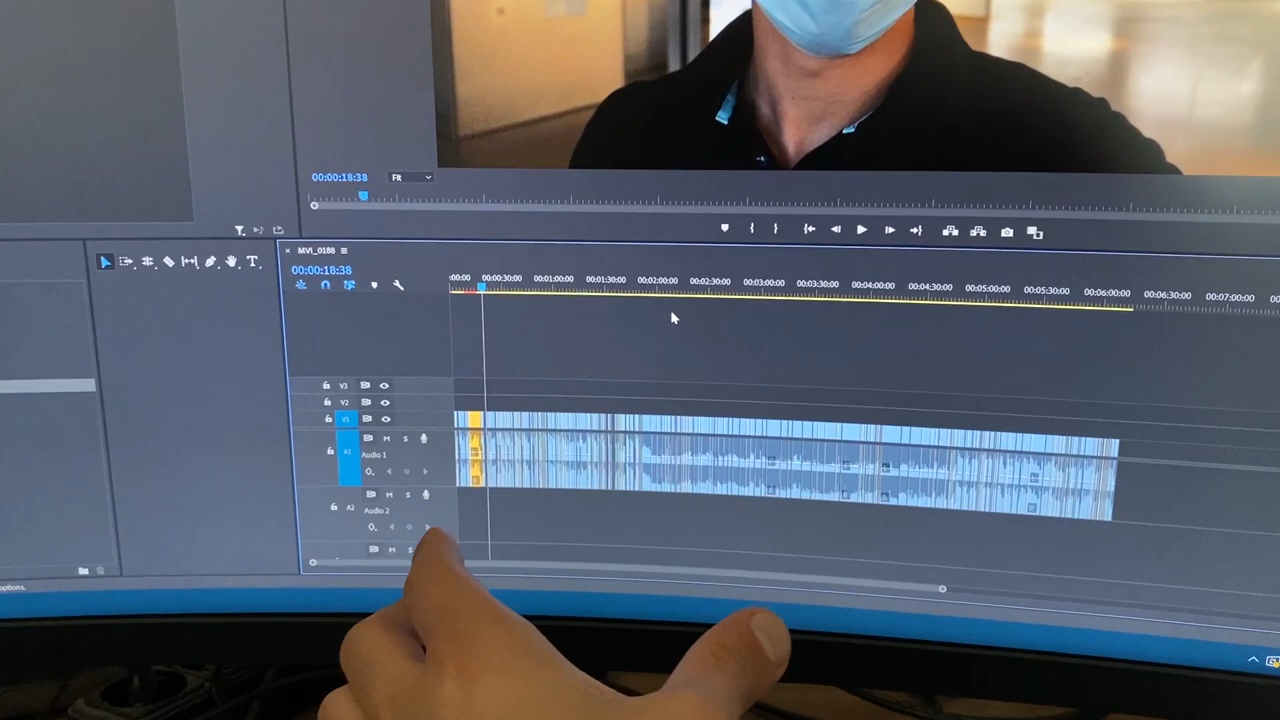 00:00:18:38 Fit
× MVI_0188
00:00:18:38
:00:00 00:00:30:00 00:01:00:00 00:01:30:00 00:02:00:00 00:02:30:00 00:03:00:00 00:03:30:00 00:04:00:00 00:04:30:00 00:05:00:00 00:05:30:00 00:06:00:00 00:06:30:00 00:07:00:00
T
V3
V2
V1
A1 M S
Audio 1
M S
A2
Audio 2
M S
options.